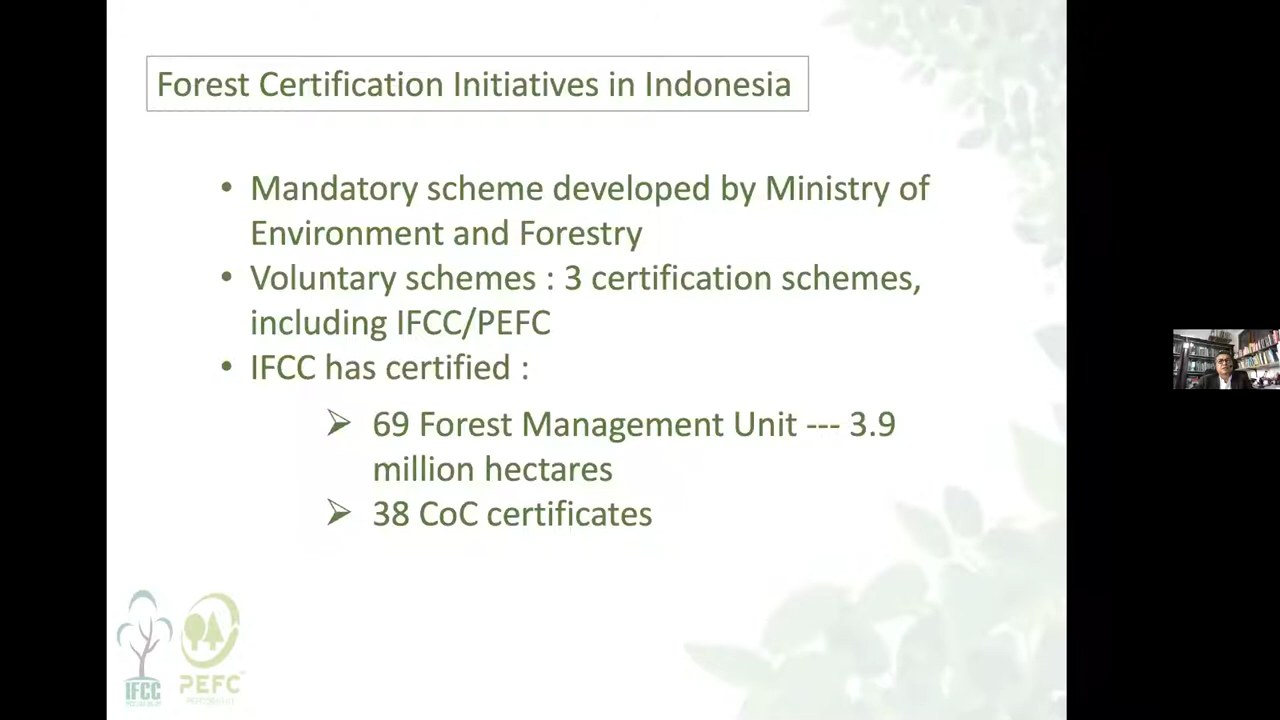 Forest Certification Initiatives in Indonesia
• Mandatory scheme developed by Ministry of
Environment and Forestry
• Voluntary schemes : 3 certification schemes,
including IFCC/PEFC
• IFCC has certified :
➢ 69 Forest Management Unit --- 3.9
million hectares
➢ 38 CoC certificates
IFCC
PEFC